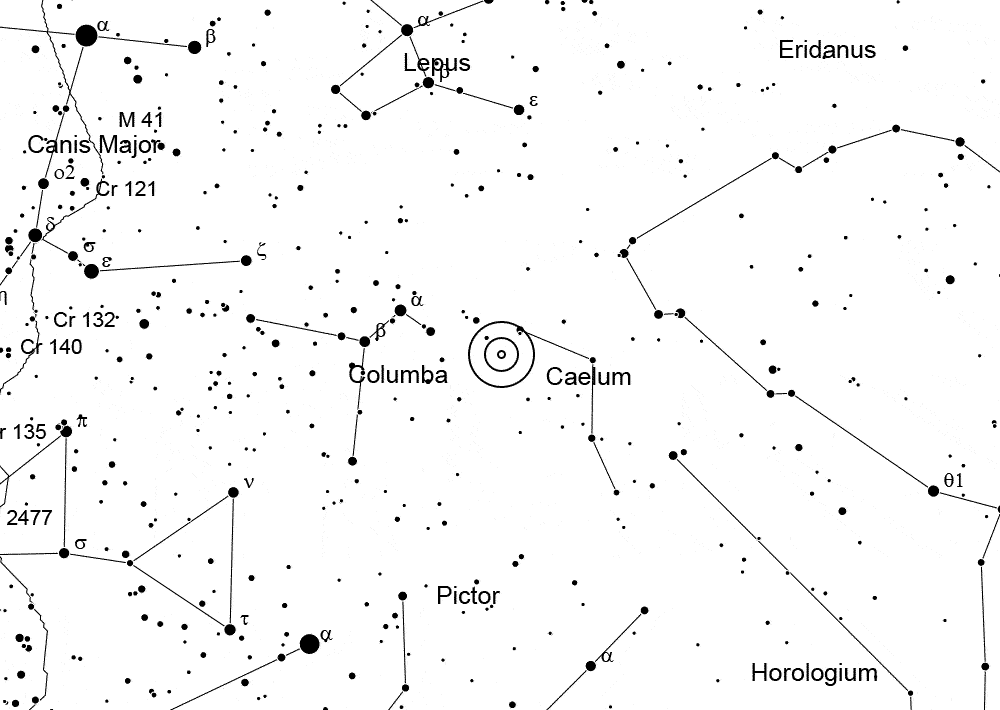 α
β
α
Lepus
β
Eridanus
ε
M 41
Canis Major
ο2
Cr 121
δ
σ
ε
ζ
η
α
β
Cr 132
Cr 140
Columba
Caelum
r 135
π
ν
θ1
2477
σ
Pictor
τ
α
α
Horologium